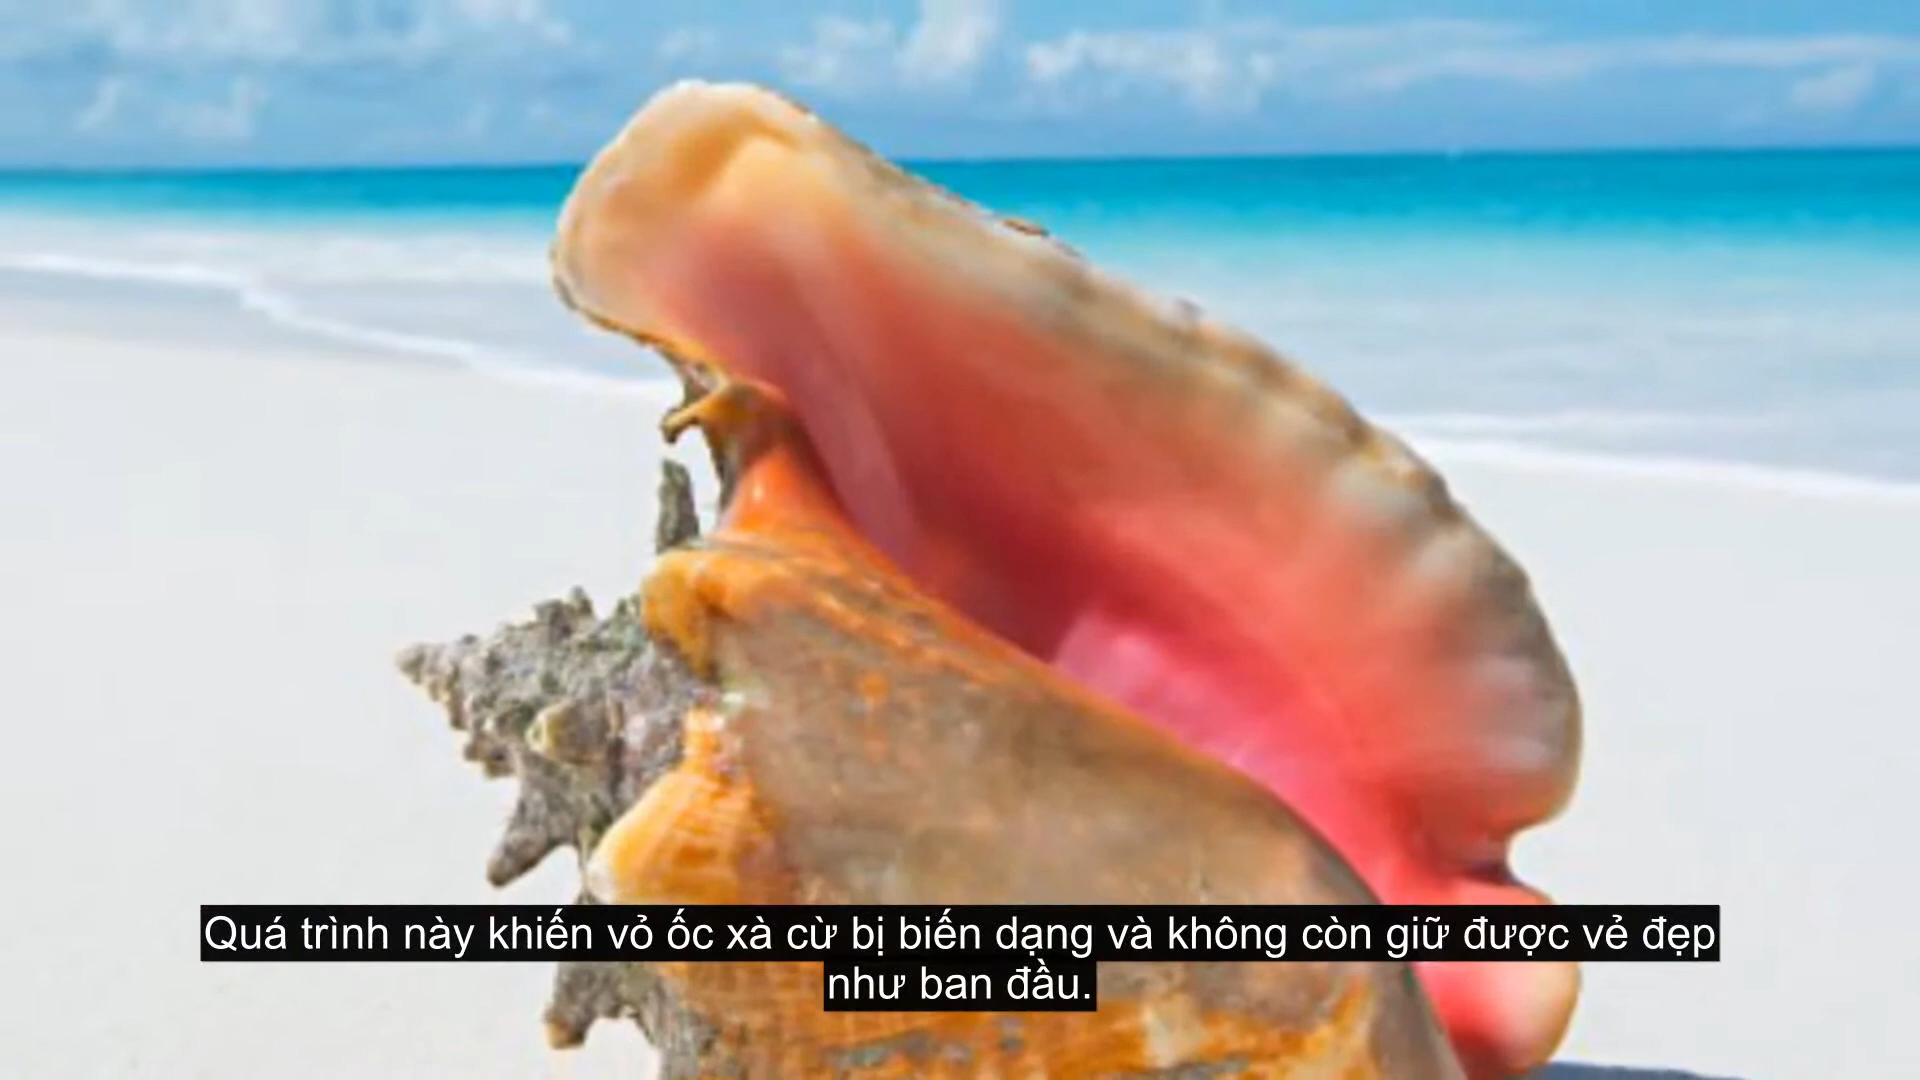 Quá trình này khiến vỏ ốc xà cừ bị biến dạng và không còn giữ được vẻ đẹp
như ban đầu.